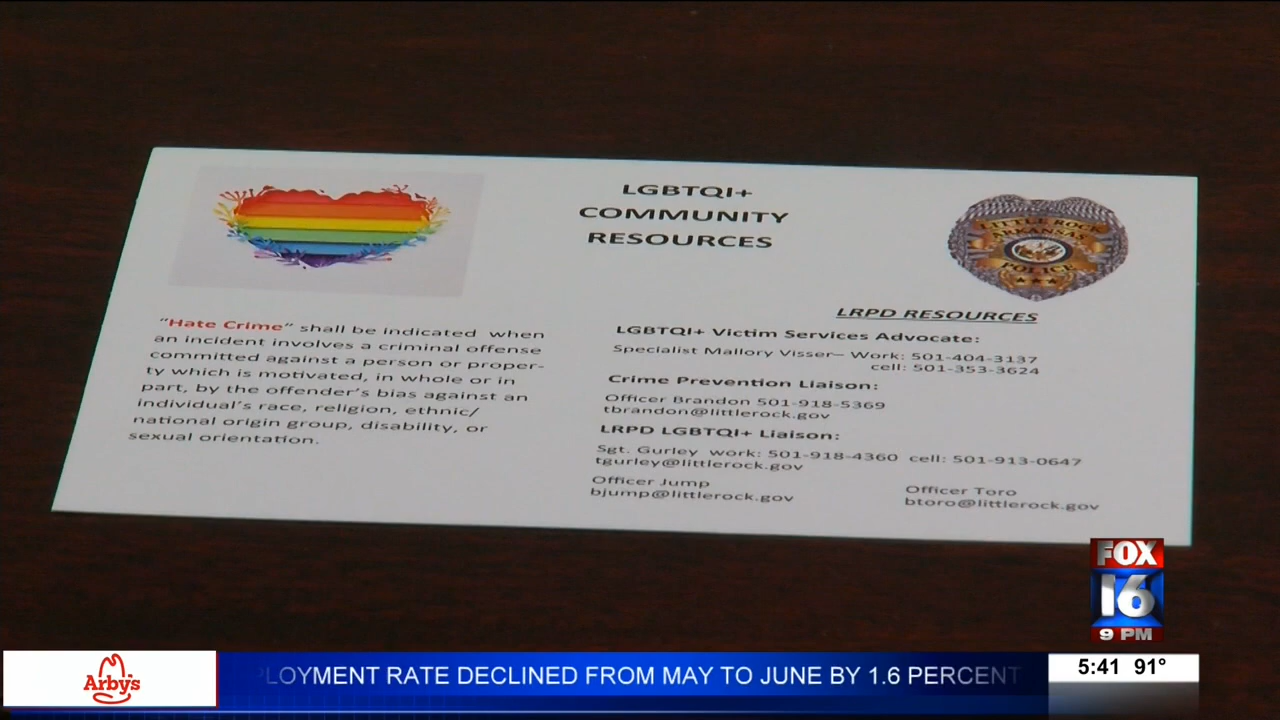 LGBTQI+
COMMUNITY
RESOURCES
LITTLE ROCK
ARKANSAS
POLICE
"Hate Crime" shall be indicated when
an incident involves a criminal offense
committed against a person or proper-
ty which is motivated, in whole or in
part, by the offender's bias against an
individual's race, religion, ethnic/
national origin group, disability, or
sexual orientation.
LRPD RESOURCES
LGBTQI+ Victim Services Advocate:
Specialist Mallory Visser— Work: 501-404-3137
cell: 501-353-3624
Crime Prevention Liaison:
Officer Brandon 501-918-5369
tbrandon@littlerock.gov
LRPD LGBTQI+ Liaison:
Sgt. Gurley work: 501-918-4360 cell: 501-913-0647
tgurley@littlerock.gov
Officer Jump
bjump@littlerock.gov
Officer Toro
btoro@littlerock.gov
FOX
16
9 PM
Arby's
PLOYMENT RATE DECLINED FROM MAY TO JUNE BY 1.6 PERCENT
5:41 91°